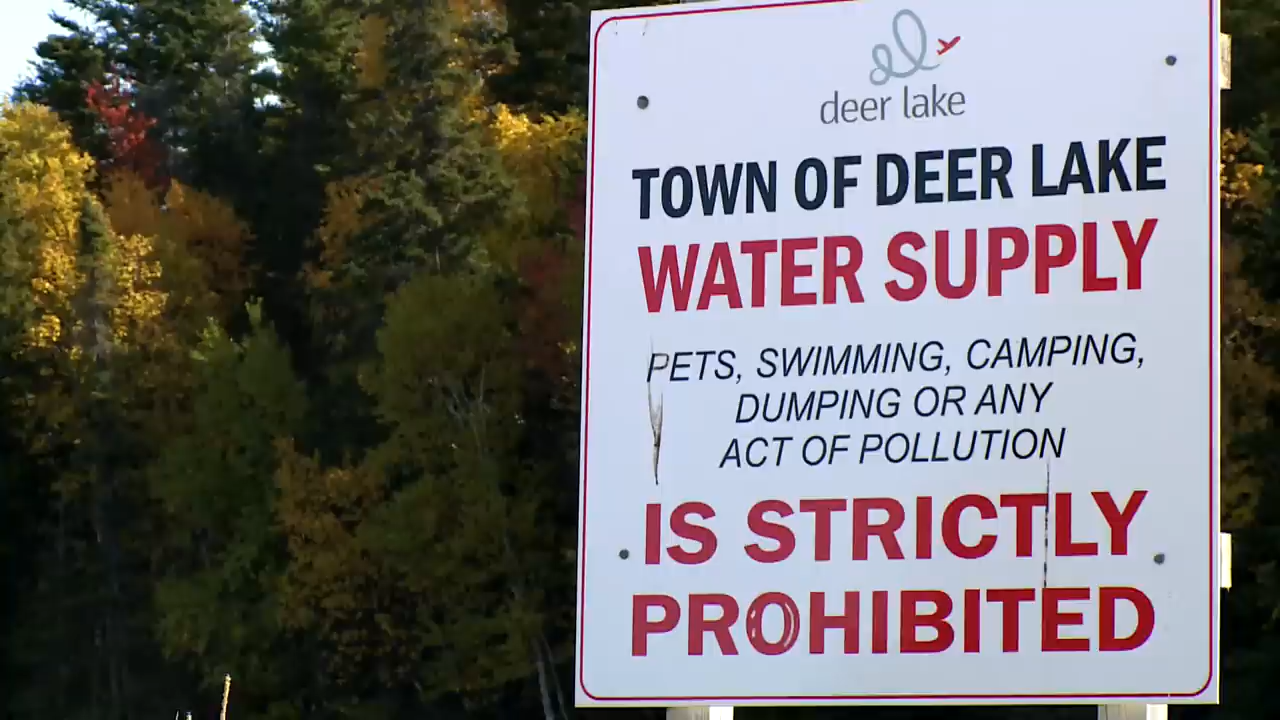 deer lake
TOWN OF DEER LAKE
WATER SUPPLY
PETS, SWIMMING, CAMPING,
DUMPING OR ANY
ACT OF POLLUTION
IS STRICTLY
PROHIBITED